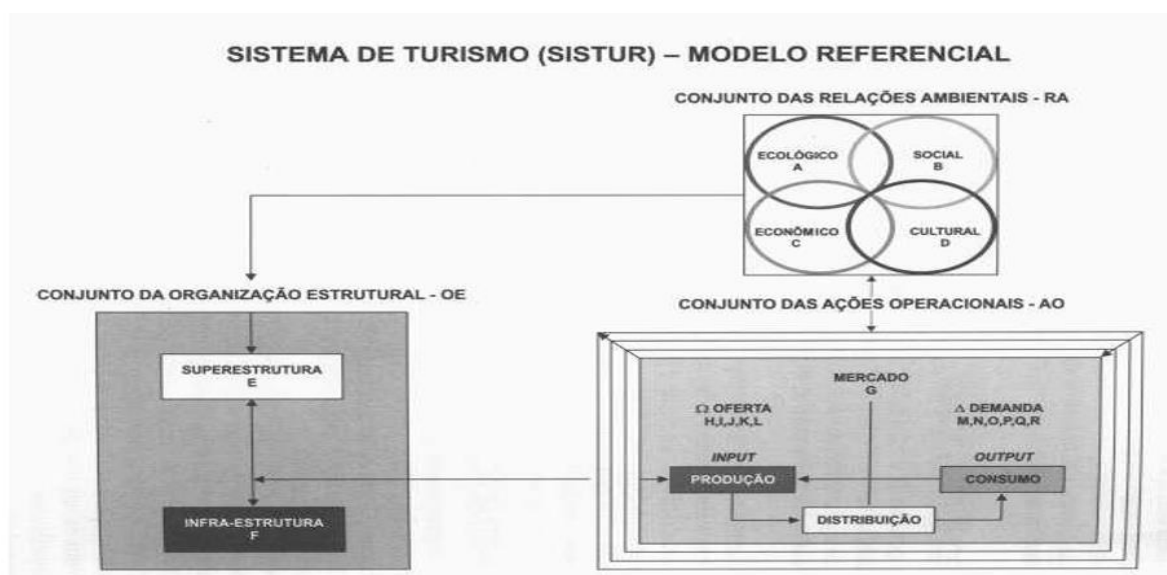 SISTEMA DE TURISMO (SISTUR) – MODELO REFERENCIAL
CONJUNTO DAS RELAÇÕES AMBIENTAIS - RA
ECOLÓGICO
A
SOCIAL
B
ECONÔMICO
C
CULTURAL
D
CONJUNTO DA ORGANIZAÇÃO ESTRUTURAL - OE
SUPERESTRUTURA
E
INFRA-ESTRUTURA
F
CONJUNTO DAS AÇÕES OPERACIONAIS - AO
MERCADO
G
Ω OFERTA
H,I,J,K,L
Δ DEMANDA
M,N,O,P,Q,R
INPUT
PRODUÇÃO
OUTPUT
CONSUMO
DISTRIBUIÇÃO